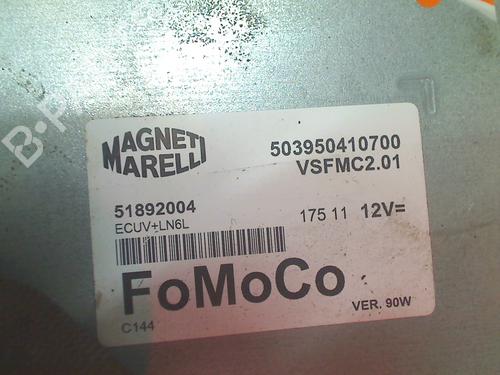 MAGNETI
MARELLI
503950410700
VSFMC2.01
51892004
ECUV+LN6L
175 11 12V=
FoMoCo
VER. 90W
C144